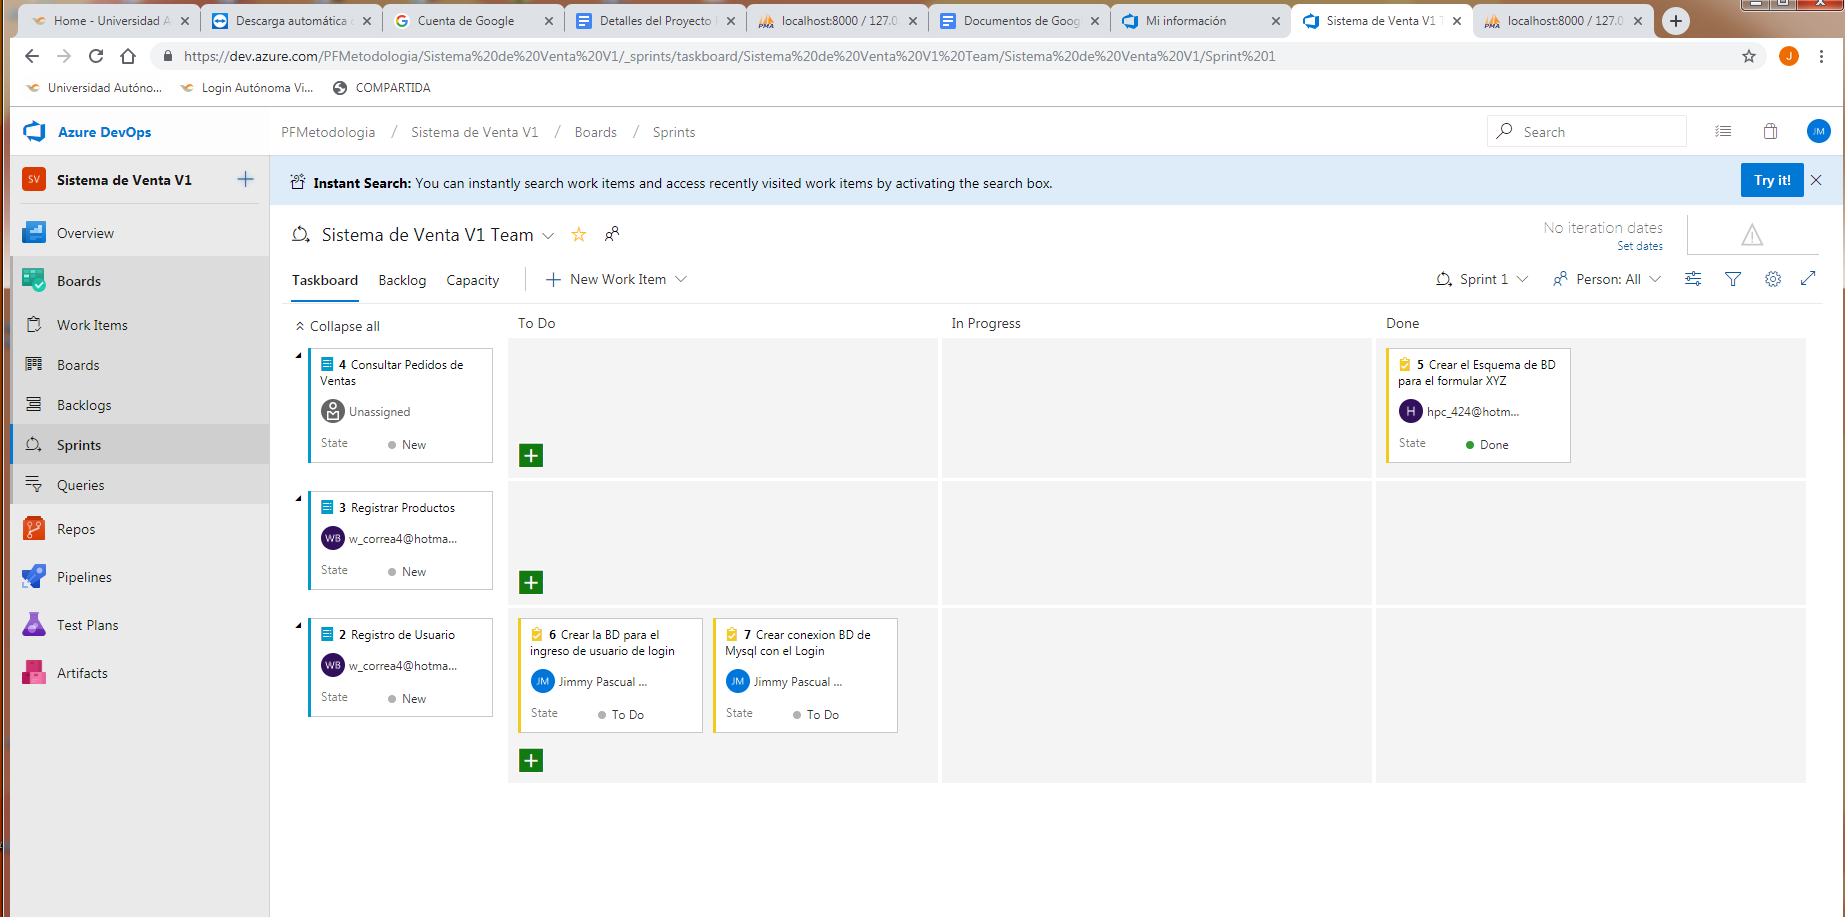 Home - Universidad A
Descarga automática
Cuenta de Google
Detalles del Proyecto
localhost:8000 / 127.0
Documentos de Goog
Mi información
Sistema de Venta V1 T
localhost:8000 / 127.0
https://dev.azure.com/PFMetodologia/Sistema%20de%20Venta%20V1/_sprints/taskboard/Sistema%20de%20Venta%20V1%20Team/Sistema%20de%20Venta%20V1/Sprint%201
J
Universidad Autóno...
Login Autónoma Vi...
COMPARTIDA
Azure DevOps
PFMetodologia / Sistema de Venta V1 / Boards / Sprints
Search
JM
SV Sistema de Venta V1
Instant Search: You can instantly search work items and access recently visited work items by activating the search box.
Try it!
Overview
Boards
Work Items
Boards
Backlogs
Sprints
Queries
Repos
Pipelines
Test Plans
Artifacts
Sistema de Venta V1 Team
No iteration dates
Set dates
Taskboard
Backlog
Capacity
New Work Item
Sprint 1
Person: All
Collapse all
To Do
In Progress
Done
4 Consultar Pedidos de
Ventas
Unassigned
State
New
5 Crear el Esquema de BD
para el formular XYZ
H hpc_424@hotm...
State
Done
3 Registrar Productos
WB w_correa4@hotma...
State
New
2 Registro de Usuario
WB w_correa4@hotma...
State
New
6 Crear la BD para el
ingreso de usuario de login
JM Jimmy Pascual ...
State
To Do
7 Crear conexion BD de
Mysql con el Login
JM Jimmy Pascual ...
State
To Do